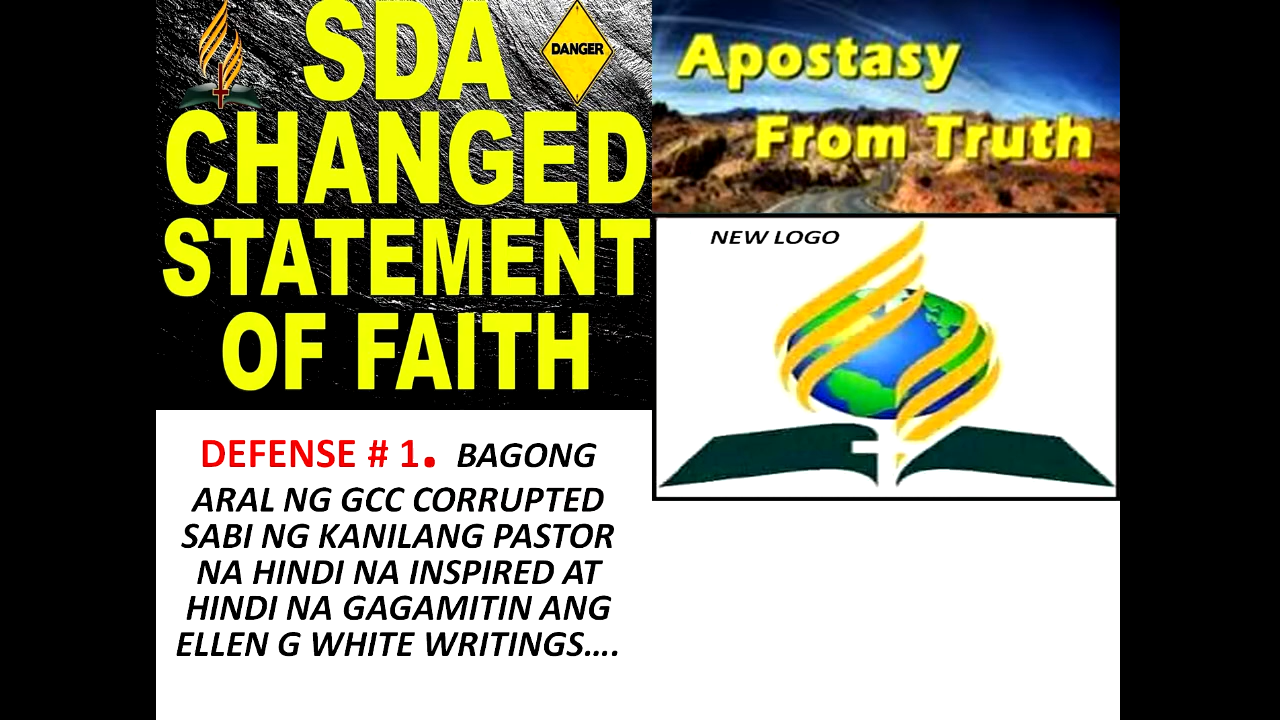 SDA
DANGER
CHANGED
STATEMENT
OF FAITH
Apostasy
From Truth
NEW LOGO
DEFENSE # 1. BAGONG
ARAL NG GCC CORRUPTED
SABI NG KANILANG PASTOR
NA HINDI NA INSPIRED AT
HINDI NA GAGAMITIN ANG
ELLEN G WHITE WRITINGS....